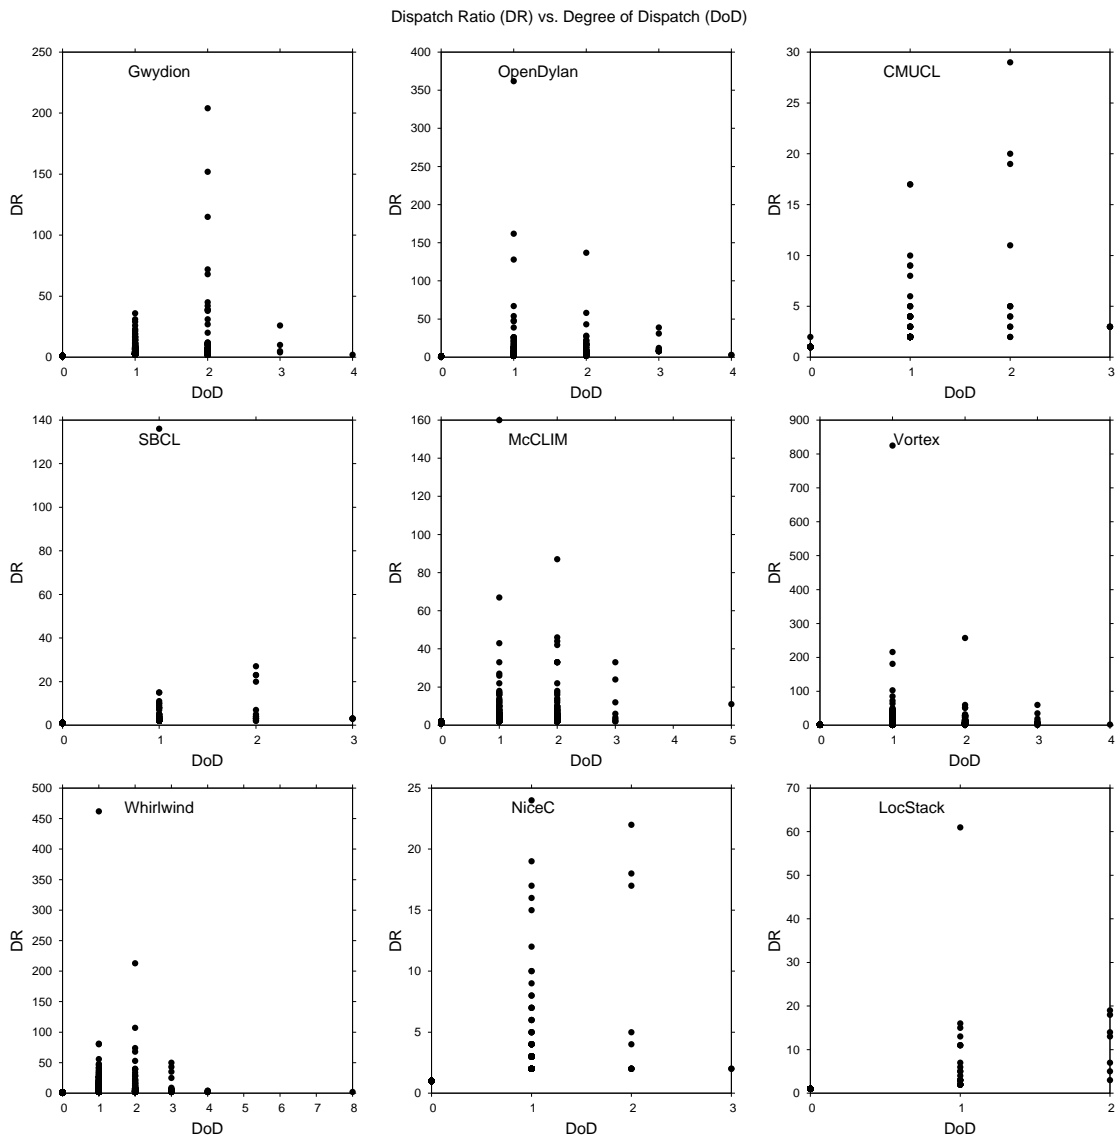 Dispatch Ratio (DR) vs. Degree of Dispatch (DoD)
Gwydion
250
200
150
100
50
0
DR
0 1 2 3 4
DoD
OpenDylan
400
350
300
250
200
150
100
50
0
DR
0 1 2 3 4
DoD
CMUCL
30
25
20
15
10
5
0
DR
0 1 2 3
DoD
SBCL
140
120
100
80
60
40
20
0
DR
0 1 2 3
DoD
McCLIM
160
140
120
100
80
60
40
20
0
DR
0 1 2 3 4 5
DoD
Vortex
900
800
700
600
500
400
300
200
100
0
DR
0 1 2 3 4
DoD
Whirlwind
500
450
400
350
300
250
200
150
100
50
0
DR
0 1 2 3 4 5 6 7 8
DoD
NiceC
25
20
15
10
5
0
DR
0 1 2 3
DoD
LocStack
70
60
50
40
30
20
10
0
DR
0 1 2
DoD